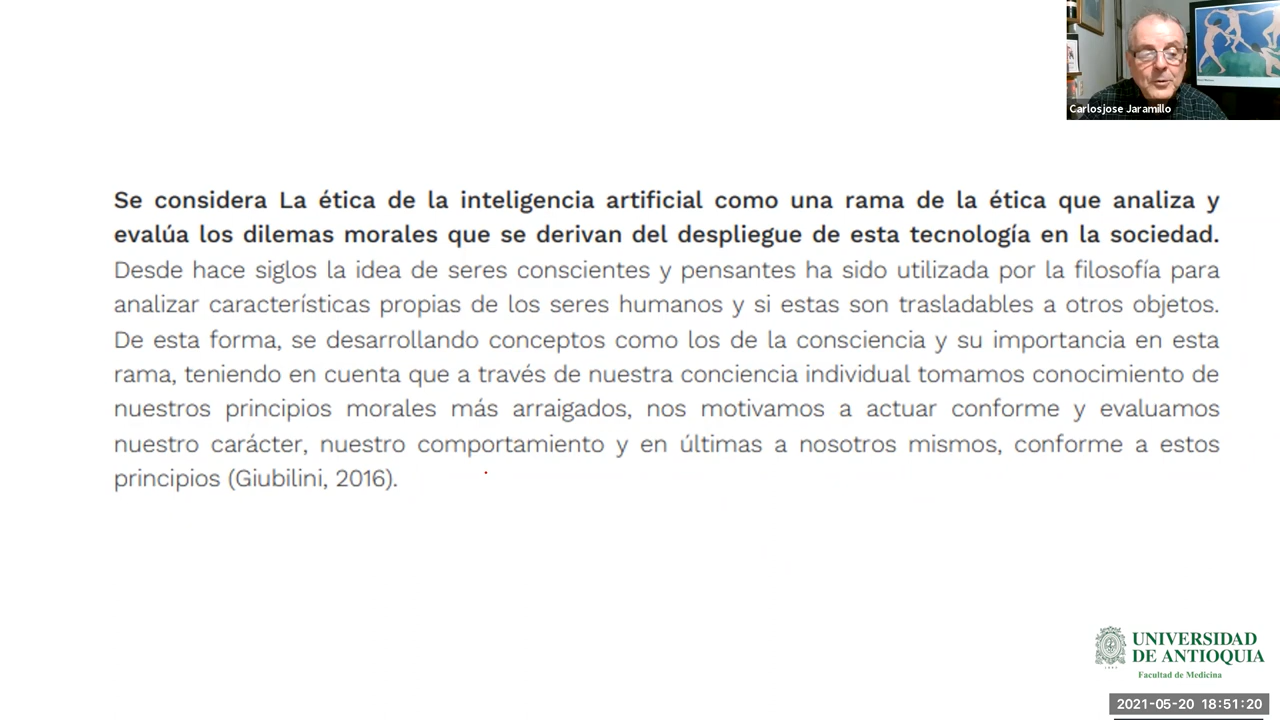 Carlosjose Jaramillo
Se considera La ética de la inteligencia artificial como una rama de la ética que analiza y
evalúa los dilemas morales que se derivan del despliegue de esta tecnología en la sociedad.
Desde hace siglos la idea de seres conscientes y pensantes ha sido utilizada por la filosofía para
analizar características propias de los seres humanos y si estas son trasladables a otros objetos.
De esta forma, se desarrollando conceptos como los de la consciencia y su importancia en esta
rama, teniendo en cuenta que a través de nuestra conciencia individual tomamos conocimiento de
nuestros principios morales más arraigados, nos motivamos a actuar conforme y evaluamos
nuestro carácter, nuestro comportamiento y en últimas a nosotros mismos, conforme a estos
principios (Giubilini, 2016).
UNIVERSIDAD
DE ANTIOQUIA
Facultad de Medicina
2021-05-20 18:51:20